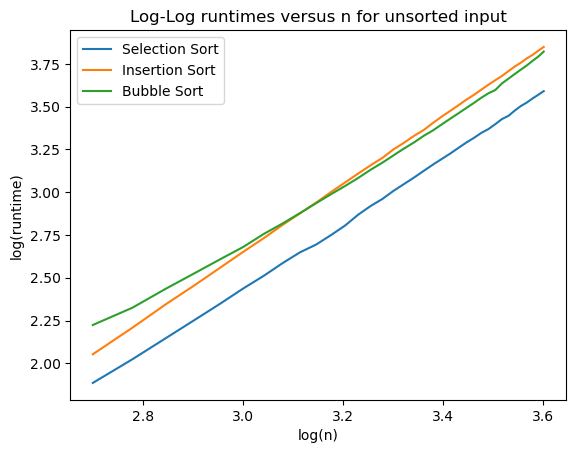 Log-Log runtimes versus n for unsorted input
Selection Sort
Insertion Sort
Bubble Sort
log(runtime)
3.75
3.50
3.25
3.00
2.75
2.50
2.25
2.00
2.8
3.0
3.2
3.4
3.6
log(n)